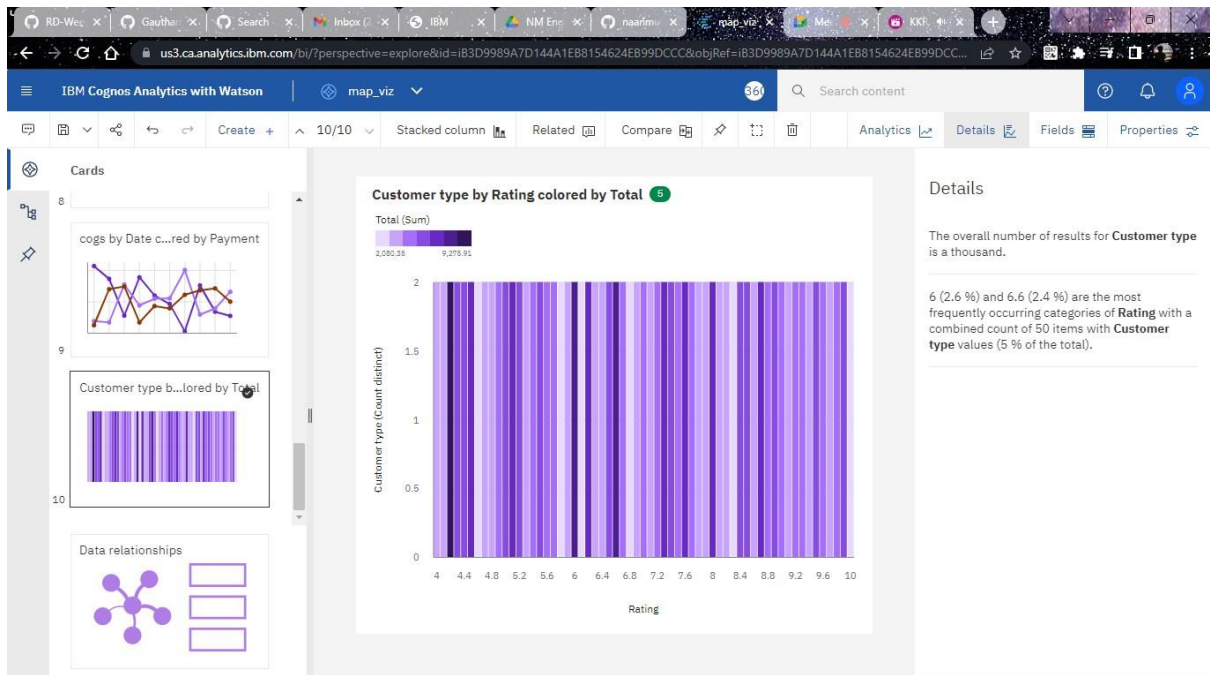 RD-Wec
Gauthar
Search
Inbox (2
IBM
NM Eng
naarimu
map_viz
Me
KKR
us3.ca.analytics.ibm.com/bi/?perspective=explore&id=iB3D9989A7D144A1EB8154624EB99DCCC&objRef=iB3D9989A7D144A1EB8154624EB99DCC...
IBM Cognos Analytics with Watson
map_viz
360
Search content
Create +
10/10
Stacked column
Related
Compare
Analytics
Details
Fields
Properties
Cards
8
cogs by Date c...red by Payment
9
Customer type b...lored by Total
10
Data relationships
Customer type by Rating colored by Total 5
Total (Sum)
2,080.35 9,275.91
Customer type (Count distinct)
2
1.5
1
0.5
0
4 4.4 4.8 5.2 5.6 6 6.4 6.8 7.2 7.6 8 8.4 8.8 9.2 9.6 10
Rating
Details
The overall number of results for Customer type
is a thousand.
6 (2.6 %) and 6.6 (2.4 %) are the most
frequently occurring categories of Rating with a
combined count of 50 items with Customer
type values (5 % of the total).